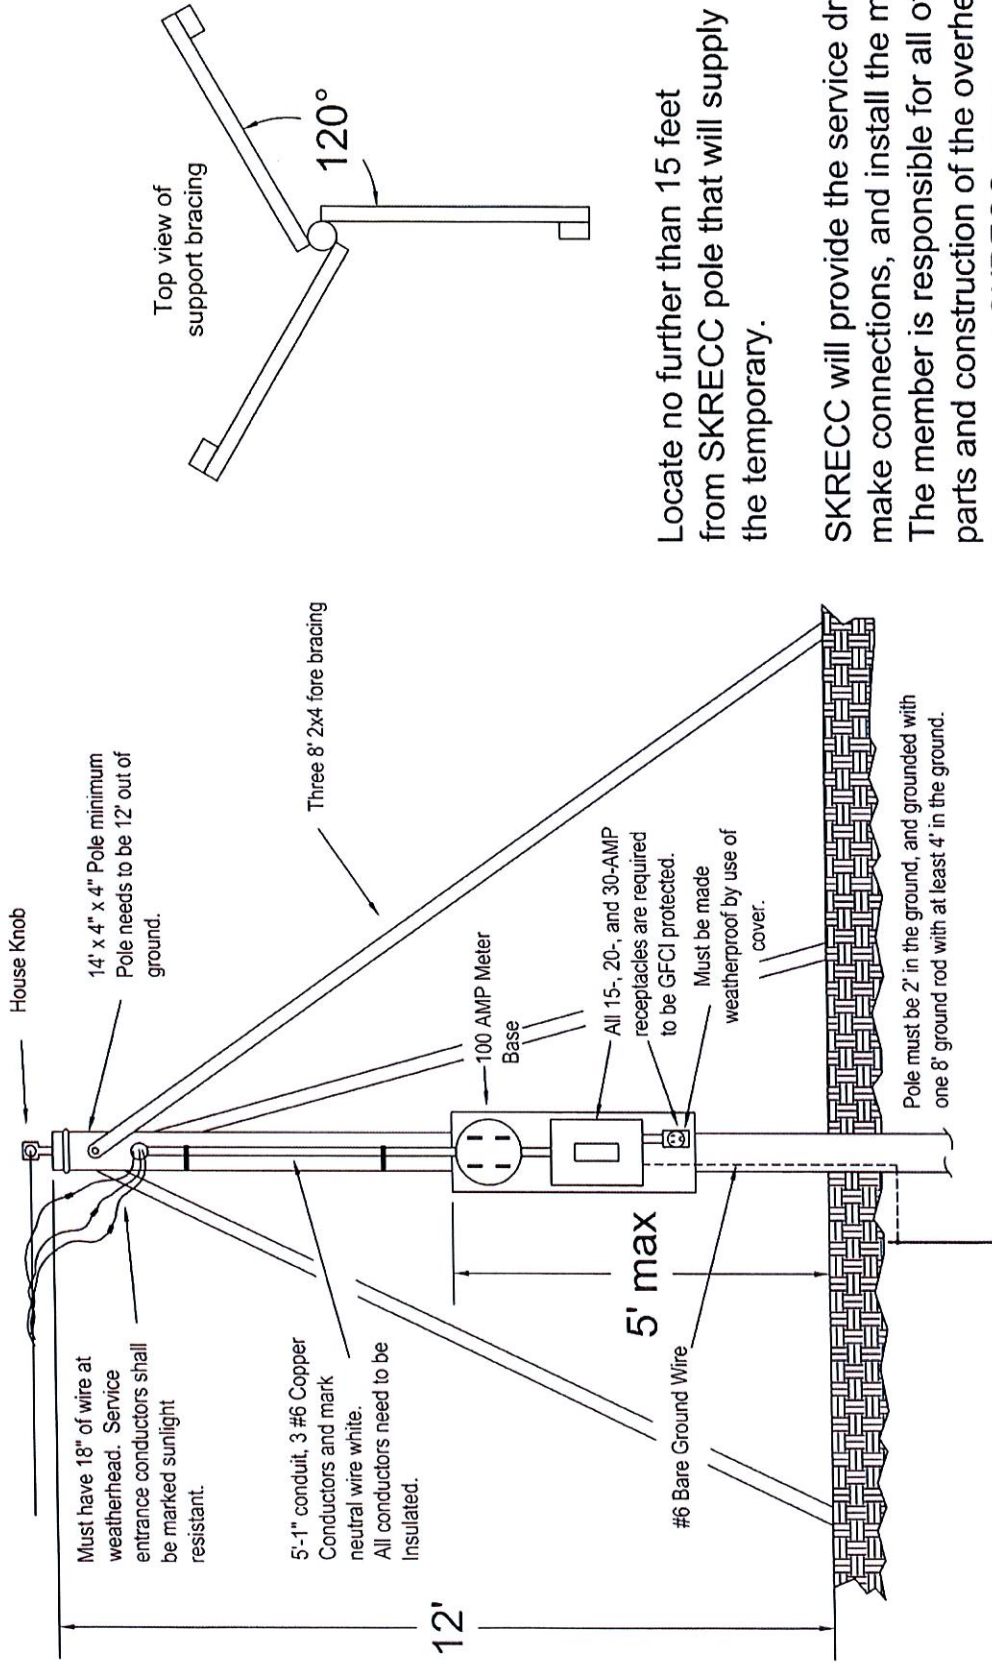 House Knob
14' x 4" x 4" Pole minimum
Pole needs to be 12' out of
ground.
Three 8' 2x4 fore bracing
Must have 18" of wire at
weatherhead. Service
entrance conductors shall
be marked sunlight
resistant.
5'-1" conduit, 3 #6 Copper
Conductors and mark
neutral wire white.
All conductors need to be
Insulated.
100 AMP Meter
Base
All 15-, 20-, and 30-AMP
receptacles are required
to be GFCI protected.
Must be made
weatherproof by use of
cover.
12'
5' max
#6 Bare Ground Wire
Pole must be 2' in the ground, and grounded with
one 8' ground rod with at least 4' in the ground.
Top view of
support bracing
120°
Locate no further than 15 feet
from SKRECC pole that will supply
the temporary.
SKRECC will provide the service
make connections, and install the
The member is responsible for all
parts and construction of the